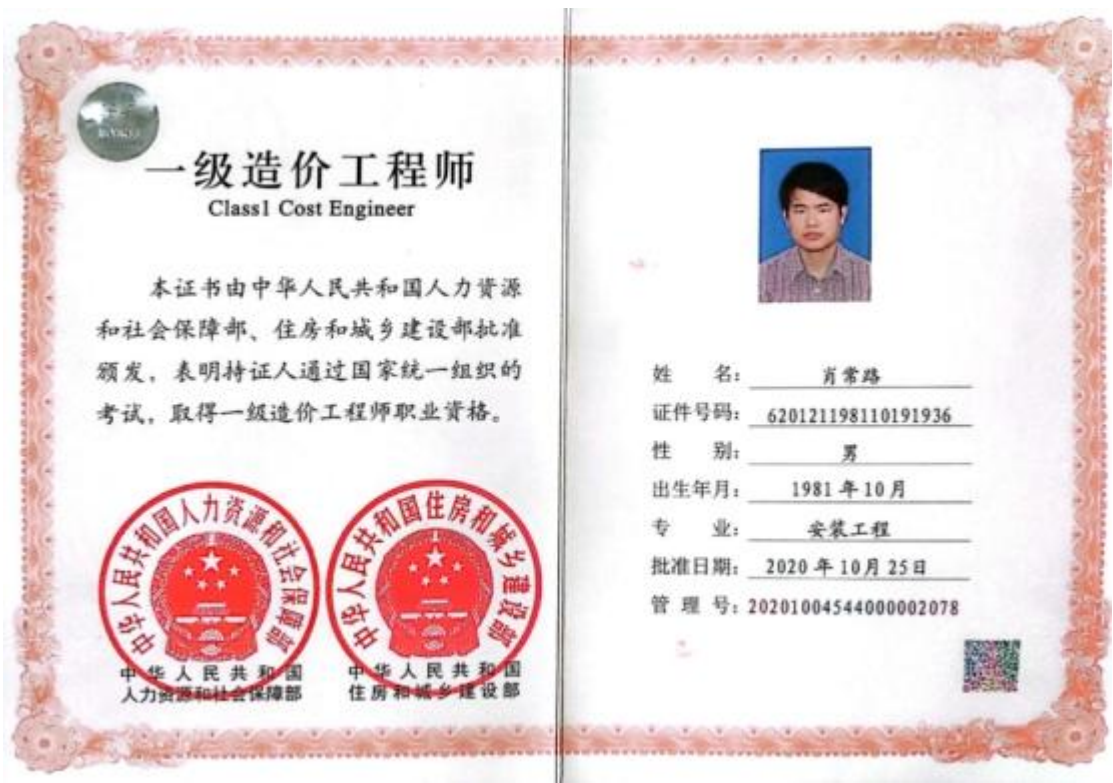 一级造价工程师
Class1 Cost Engineer
本证书由中华人民共和国人力资源
和社会保障部、住房和城乡建设部批准
颁发，表明持证人通过国家统一组织的
考试，取得一级造价工程师职业资格。
中华人民共和国人力资源和社会保障部
中华人民共和国住房和城乡建设部
中华人民共和国
人力资源和社会保障部
中华人民共和国
住房和城乡建设部
姓 名：肖常路
证件号码：620121198110191936
性 别：男
出生年月：1981年10月
专 业：安装工程
批准日期：2020年10月25日
管 理 号：20201004544000002078